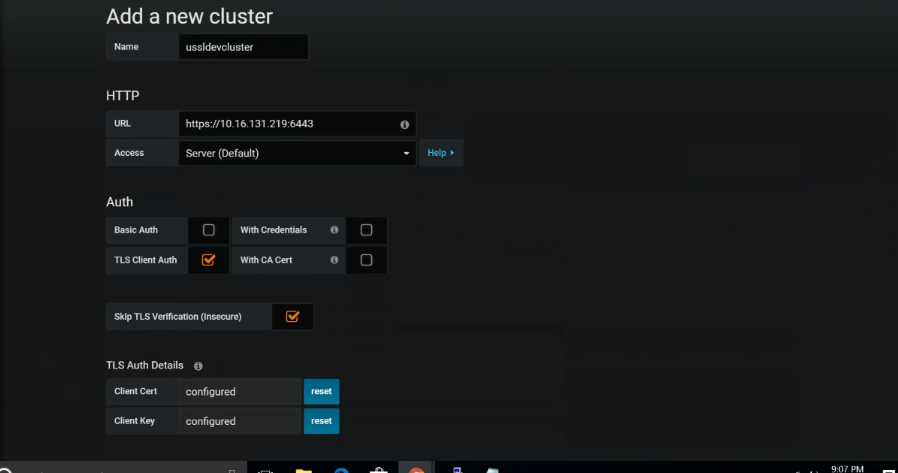 Add a new cluster
Name ussldevcluster
HTTP
URL https://10.16.131.219:6443
Access Server (Default) Help
Auth
Basic Auth With Credentials
TLS Client Auth With CA Cert
Skip TLS Verification (Insecure)
TLS Auth Details
Client Cert configured reset
Client Key configured reset
9:07 PM